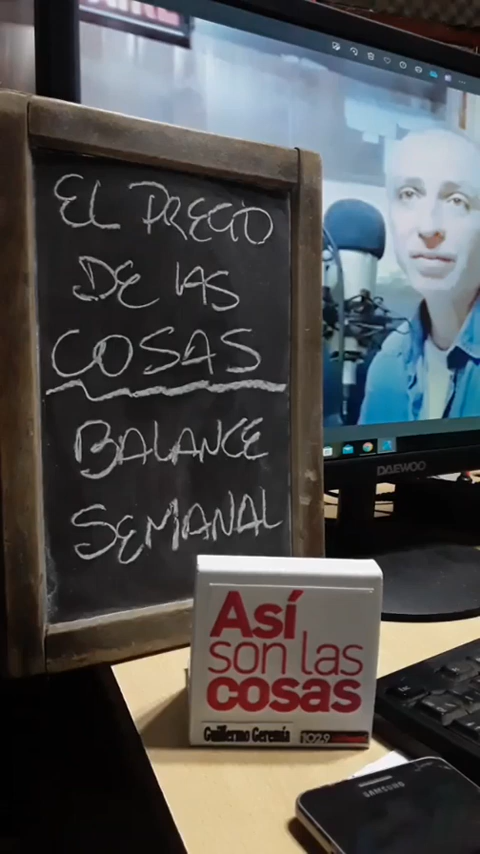 EL PRECIO
DE LAS
COSAS
BALANCE
SEMANAL
DAEWOO
Así
son las
cosas
Guillermo Geremía 102.9
SAMSUNG